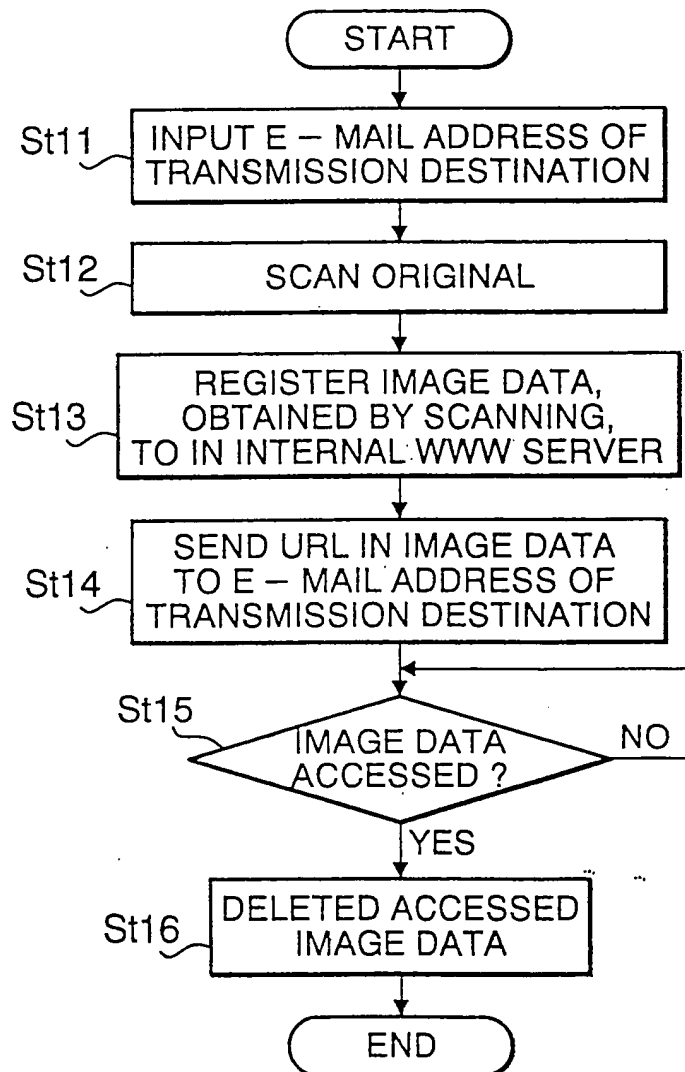 START
St11
INPUT E – MAIL ADDRESS OF
TRANSMISSION DESTINATION
St12
SCAN ORIGINAL
St13
REGISTER IMAGE DATA,
OBTAINED BY SCANNING,
TO IN INTERNAL WWW SERVER
St14
SEND URL IN IMAGE DATA
TO E – MAIL ADDRESS OF
TRANSMISSION DESTINATION
St15
IMAGE DATA
ACCESSED ?
NO
YES
St16
DELETED ACCESSED
IMAGE DATA
END